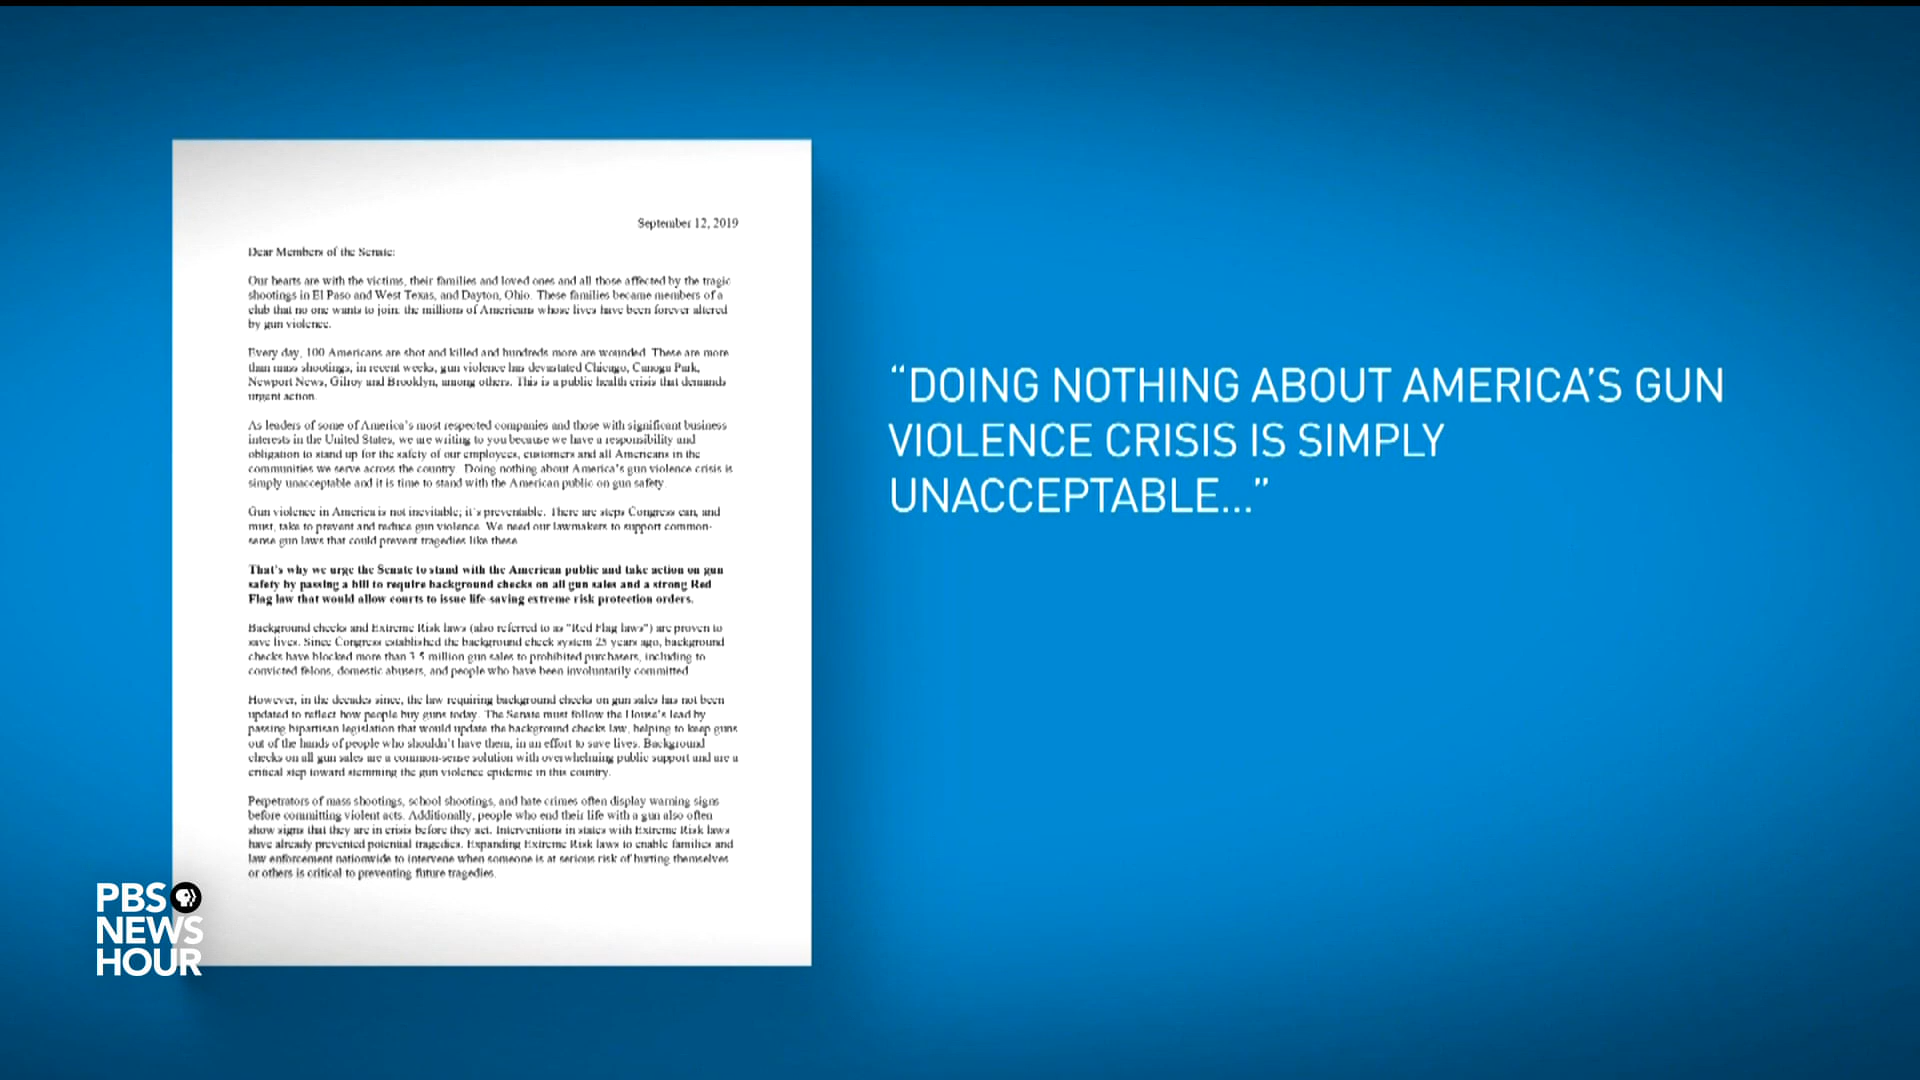 September 12, 2019
Dear Members of the Senate:
Our hearts are with the victims, their families and loved ones and all those affected by the tragic
shootings in El Paso and West Texas, and Dayton, Ohio. These families became members of a
club that no one wants to join: the millions of Americans whose lives have been forever altered
by gun violence.
Every day, 100 Americans are shot and killed and hundreds more are wounded. These are more
than mass shootings; in recent weeks, gun violence has devastated Chicago, Canoga Park,
Newport News, Gilroy and Brooklyn, among others. This is a public health crisis that demands
urgent action.
As leaders of some of America's most respected companies and those with significant business
interests in the United States, we are writing to you because we have a responsibility and
obligation to stand up for the safety of our employees, customers and all Americans in the
communities we serve across the country. Doing nothing about America's gun violence crisis is
simply unacceptable and it is time to stand with the American public on gun safety.
Gun violence in America is not inevitable; it's preventable. There are steps Congress can, and
must, take to prevent and reduce gun violence. We need our lawmakers to support common-
sense gun laws that could prevent tragedies like these.
That's why we urge the Senate to stand with the American public and take action on gun
safety by passing a bill to require background checks on all gun sales and a strong Red
Flag law that would allow courts to issue life-saving extreme risk protection orders.
Background checks and Extreme Risk laws (also referred to as "Red Flag laws") are proven to
save lives. Since Congress established the background check system 25 years ago, background
checks have blocked more than 3.5 million gun sales to prohibited purchasers, including to
convicted felons, domestic abusers, and people who have been involuntarily committed.
However, in the decades since, the law requiring background checks on gun sales has not been
updated to reflect how people buy guns today. The Senate must follow the House's lead by
passing bipartisan legislation that would update the background checks law, helping to keep guns
out of the hands of people who shouldn't have them, in an effort to save lives. Background
checks on all gun sales are a common-sense solution with overwhelming public support and are a
critical step toward stemming the gun violence epidemic in this country.
Perpetrators of mass shootings, school shootings, and hate crimes often display warning signs
before committing violent acts. Additionally, people who end their life with a gun also often
show signs that they are in crisis before they act. Interventions in states with Extreme Risk laws
have already prevented potential tragedies. Expanding Extreme Risk laws to enable families and
law enforcement nationwide to intervene when someone is at serious risk of hurting themselves
or others is critical to preventing future tragedies.
“DOING NOTHING ABOUT AMERICA’S GUN
VIOLENCE CRISIS IS SIMPLY
UNACCEPTABLE...”
PBS
NEWS
HOUR